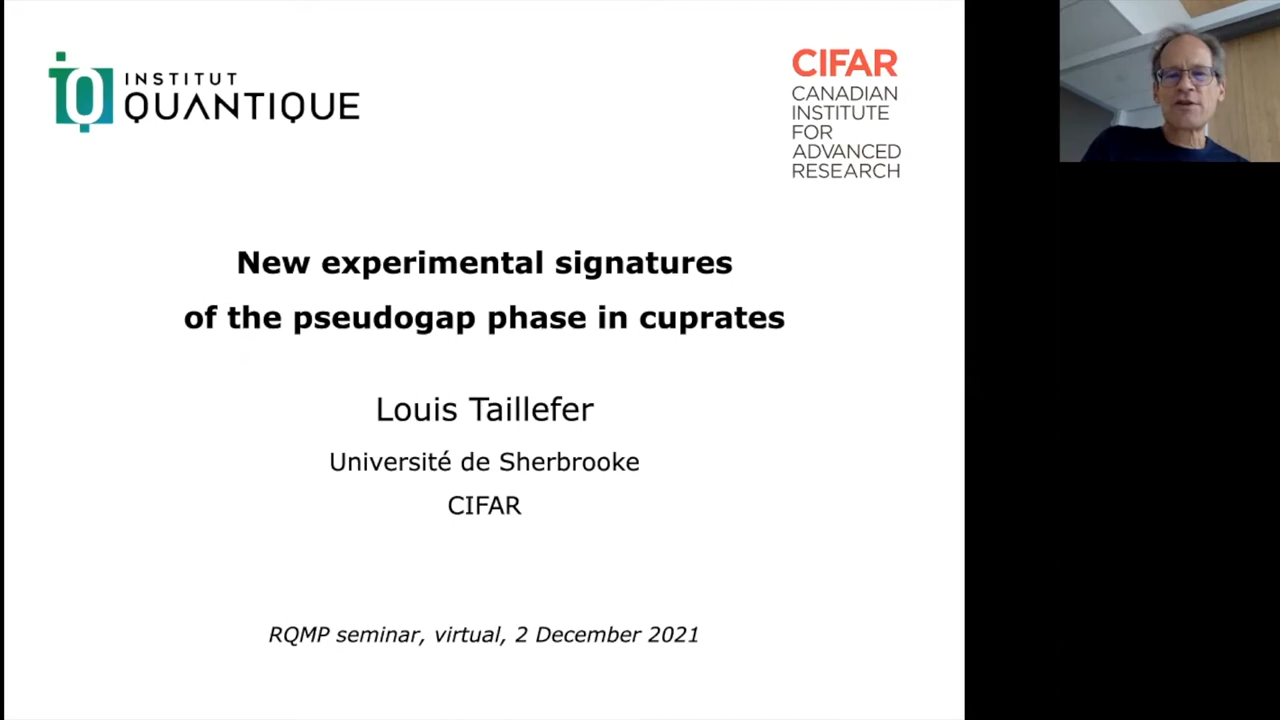 INSTITUT
QUANTIQUE
CIFAR
CANADIAN
INSTITUTE
FOR
ADVANCED
RESEARCH
New experimental signatures
of the pseudogap phase in cuprates
Louis Taillefer
Université de Sherbrooke
CIFAR
RQMP seminar, virtual, 2 December 2021